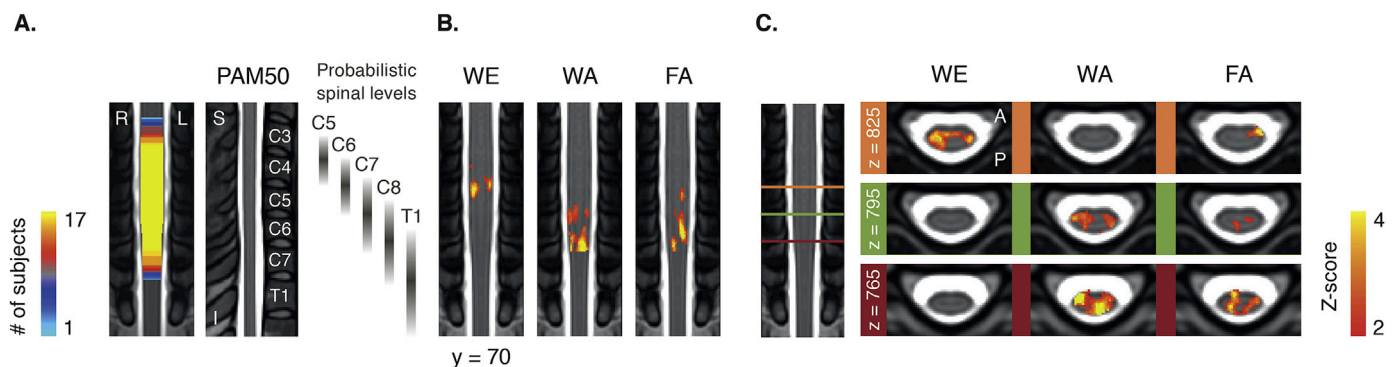 A.
PAM50
Probabilistic
spinal levels
R
L
S
I
C3
C4
C5
C6
C7
T1
C5
C6
C7
C8
T1
17
1
# of subjects
B.
WE
WA
FA
y = 70
C.
WE
WA
FA
z = 825
A
P
z = 795
z = 765
4
2
Z-score